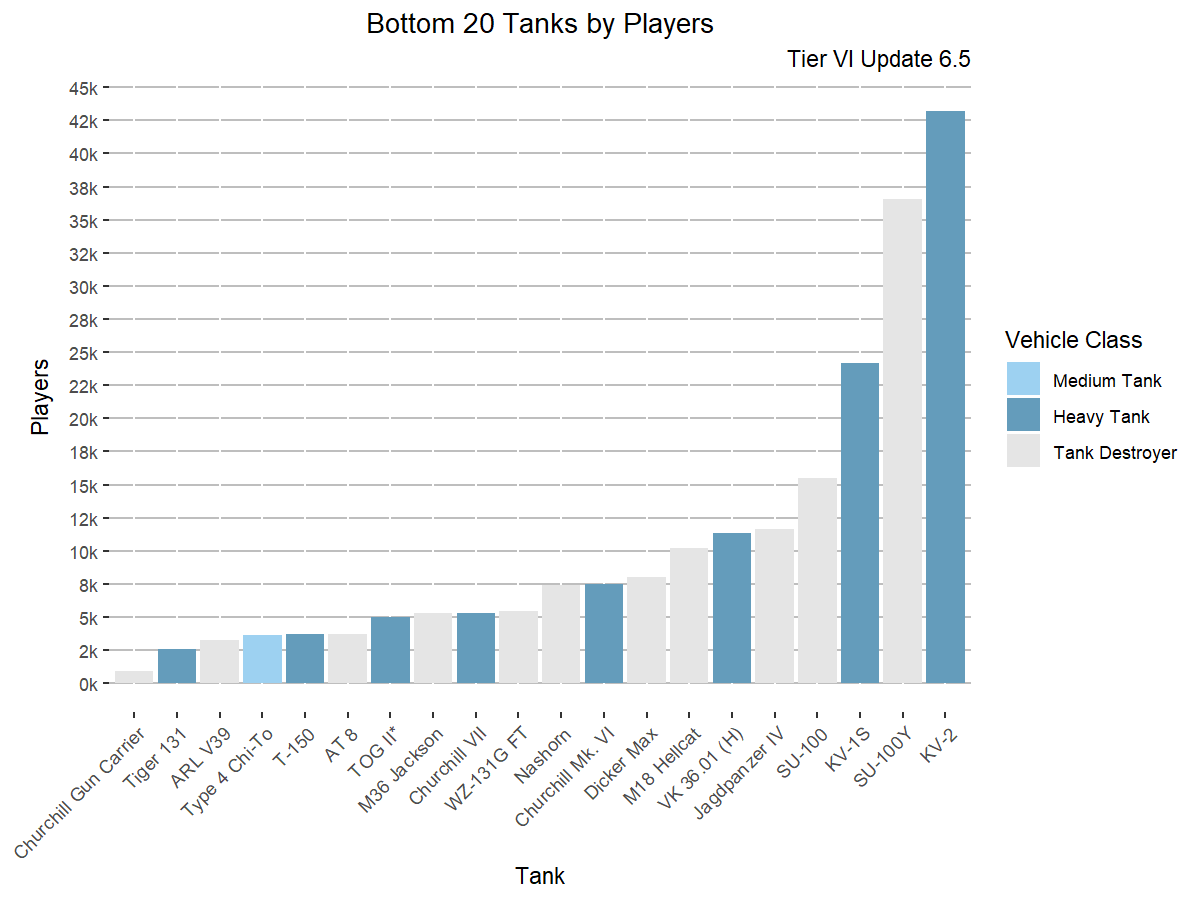 Bottom 20 Tanks by Players
Tier VI Update 6.5
45k
42k
40k
38k
35k
32k
30k
28k
25k
22k
20k
18k
15k
12k
10k
8k
5k
2k
0k
Players
Churchill Gun Carrier
Tiger 131
ARL V39
Type 4 Chi-To
T-150
AT 8
TOG II*
M36 Jackson
Churchill VII
WZ-131G FT
Nashorn
Churchill Mk. VI
Dicker Max
M18 Hellcat
VK 36.01 (H)
Jagdpanzer IV
SU-100
KV-1S
SU-100Y
KV-2
Tank
Vehicle Class
Medium Tank
Heavy Tank
Tank Destroyer